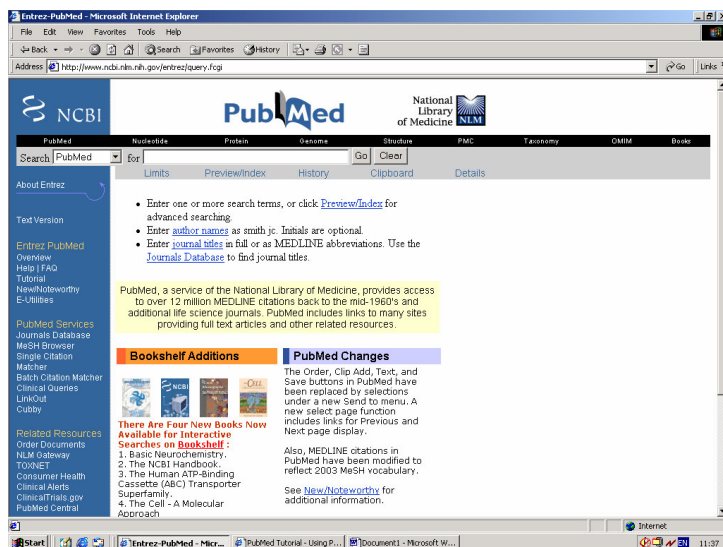 Entrez-PubMed - Microsoft Internet Explorer
File Edit View Favorites Tools Help
Back Search Favorites History
Address http://www.ncbi.nlm.nih.gov/entrez/query.fcgi Go Links
NCBI PubMed National Library of Medicine NLM
PubMed Nucleotide Protein Genome Structure PMC Taxonomy OMIM Books
Search PubMed for Go Clear
Limits Preview/Index History Clipboard Details
About Entrez
Text Version
Entrez PubMed
Overview
Help | FAQ
Tutorial
New/Noteworthy
E-Utilities
PubMed Services
Journals Database
MeSH Browser
Single Citation
Matcher
Batch Citation Matcher
Clinical Queries
LinkOut
Cubby
Related Resources
Order Documents
NLM Gateway
TOXNET
Consumer Health
Clinical Alerts
ClinicalTrials.gov
PubMed Central
• Enter one or more search terms, or click Preview/Index for
advanced searching.
• Enter author names as smith jc. Initials are optional.
• Enter journal titles in full or as MEDLINE abbreviations. Use the
Journals Database to find journal titles.
PubMed, a service of the National Library of Medicine, provides access
to over 12 million MEDLINE citations back to the mid-1960's and
additional life science journals. PubMed includes links to many sites
providing full text articles and other related resources.
Bookshelf Additions
There Are Four New Books Now
Available for Interactive
Searches on Bookshelf :
1. Basic Neurochemistry.
2. The NCBI Handbook.
3. The Human ATP-Binding
Cassette (ABC) Transporter
Superfamily.
4. The Cell - A Molecular
Approach
PubMed Changes
The Order, Clip Add, Text, and
Save buttons in PubMed have
been replaced by selections
under a new Send to menu. A
new select page function
includes links for Previous and
Next page display.
Also, MEDLINE citations in
PubMed have been modified to
reflect 2003 MeSH vocabulary.
See New/Noteworthy for
additional information.
Internet
Start Entrez-PubMed - Micr... PubMed Tutorial - Using P... Document1 - Microsoft W... EN 11:37